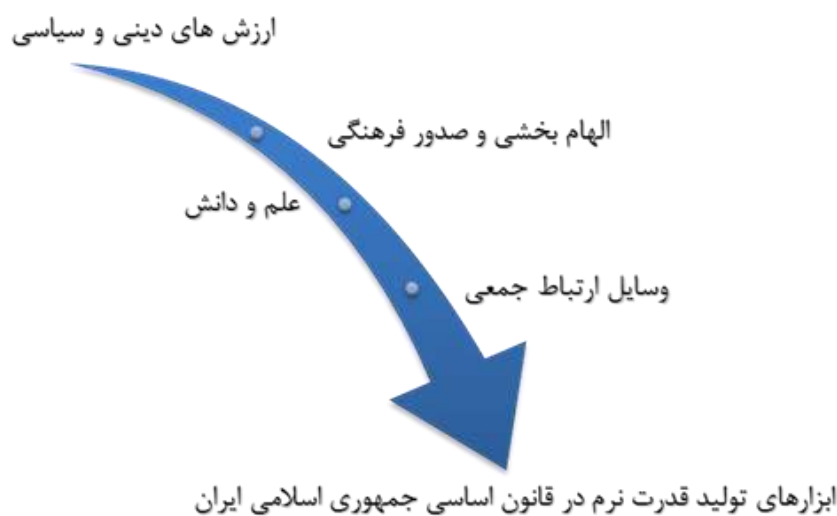 ارزش های دینی و سیاسی
الهام بخشی و صدور فرهنگی
علم و دانش
وسایل ارتباط جمعی
ابزارهای تولید قدرت نرم در قانون اساسی جمهوری اسلامی ایران